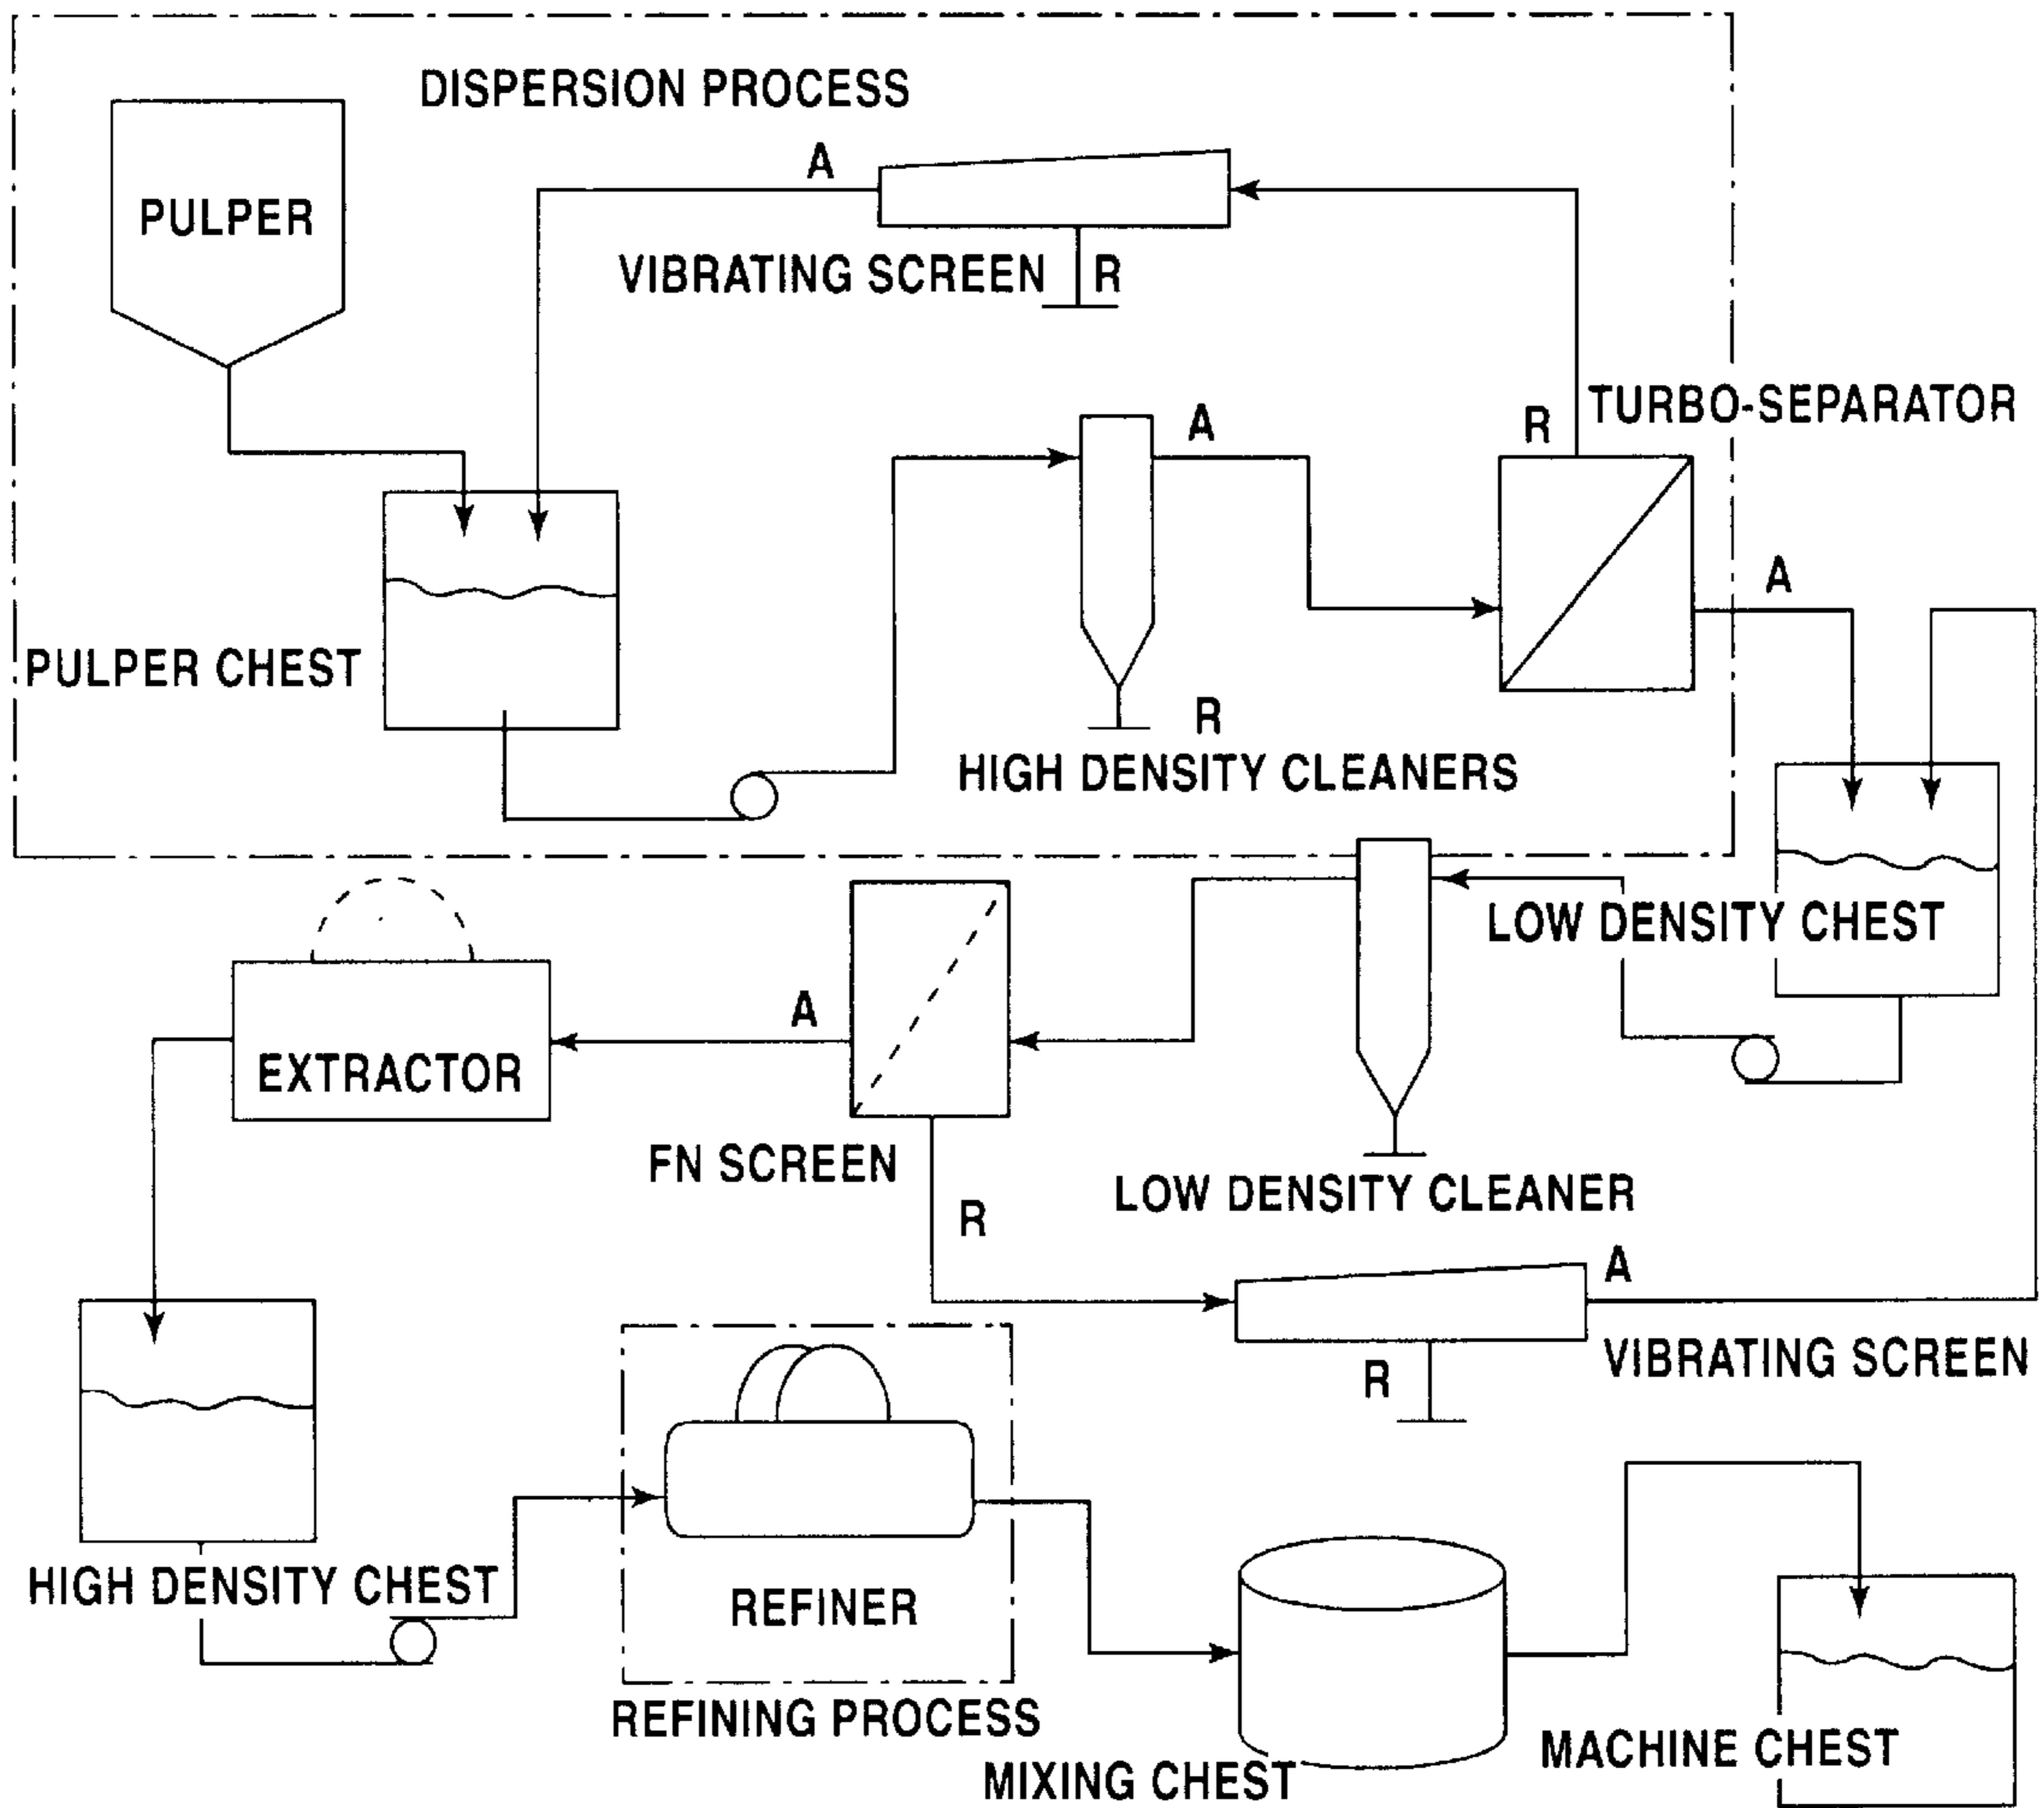 DISPERSION PROCESS
PULPER
A
VIBRATING SCREEN
R
TURBO-SEPARATOR
A
R
A
PULPER CHEST
R
HIGH DENSITY CLEANERS
LOW DENSITY CHEST
A
EXTRACTOR
FN SCREEN
LOW DENSITY CLEANER
R
A
VIBRATING SCREEN
R
HIGH DENSITY CHEST
REFINER
REFINING PROCESS
MIXING CHEST
MACHINE CHEST